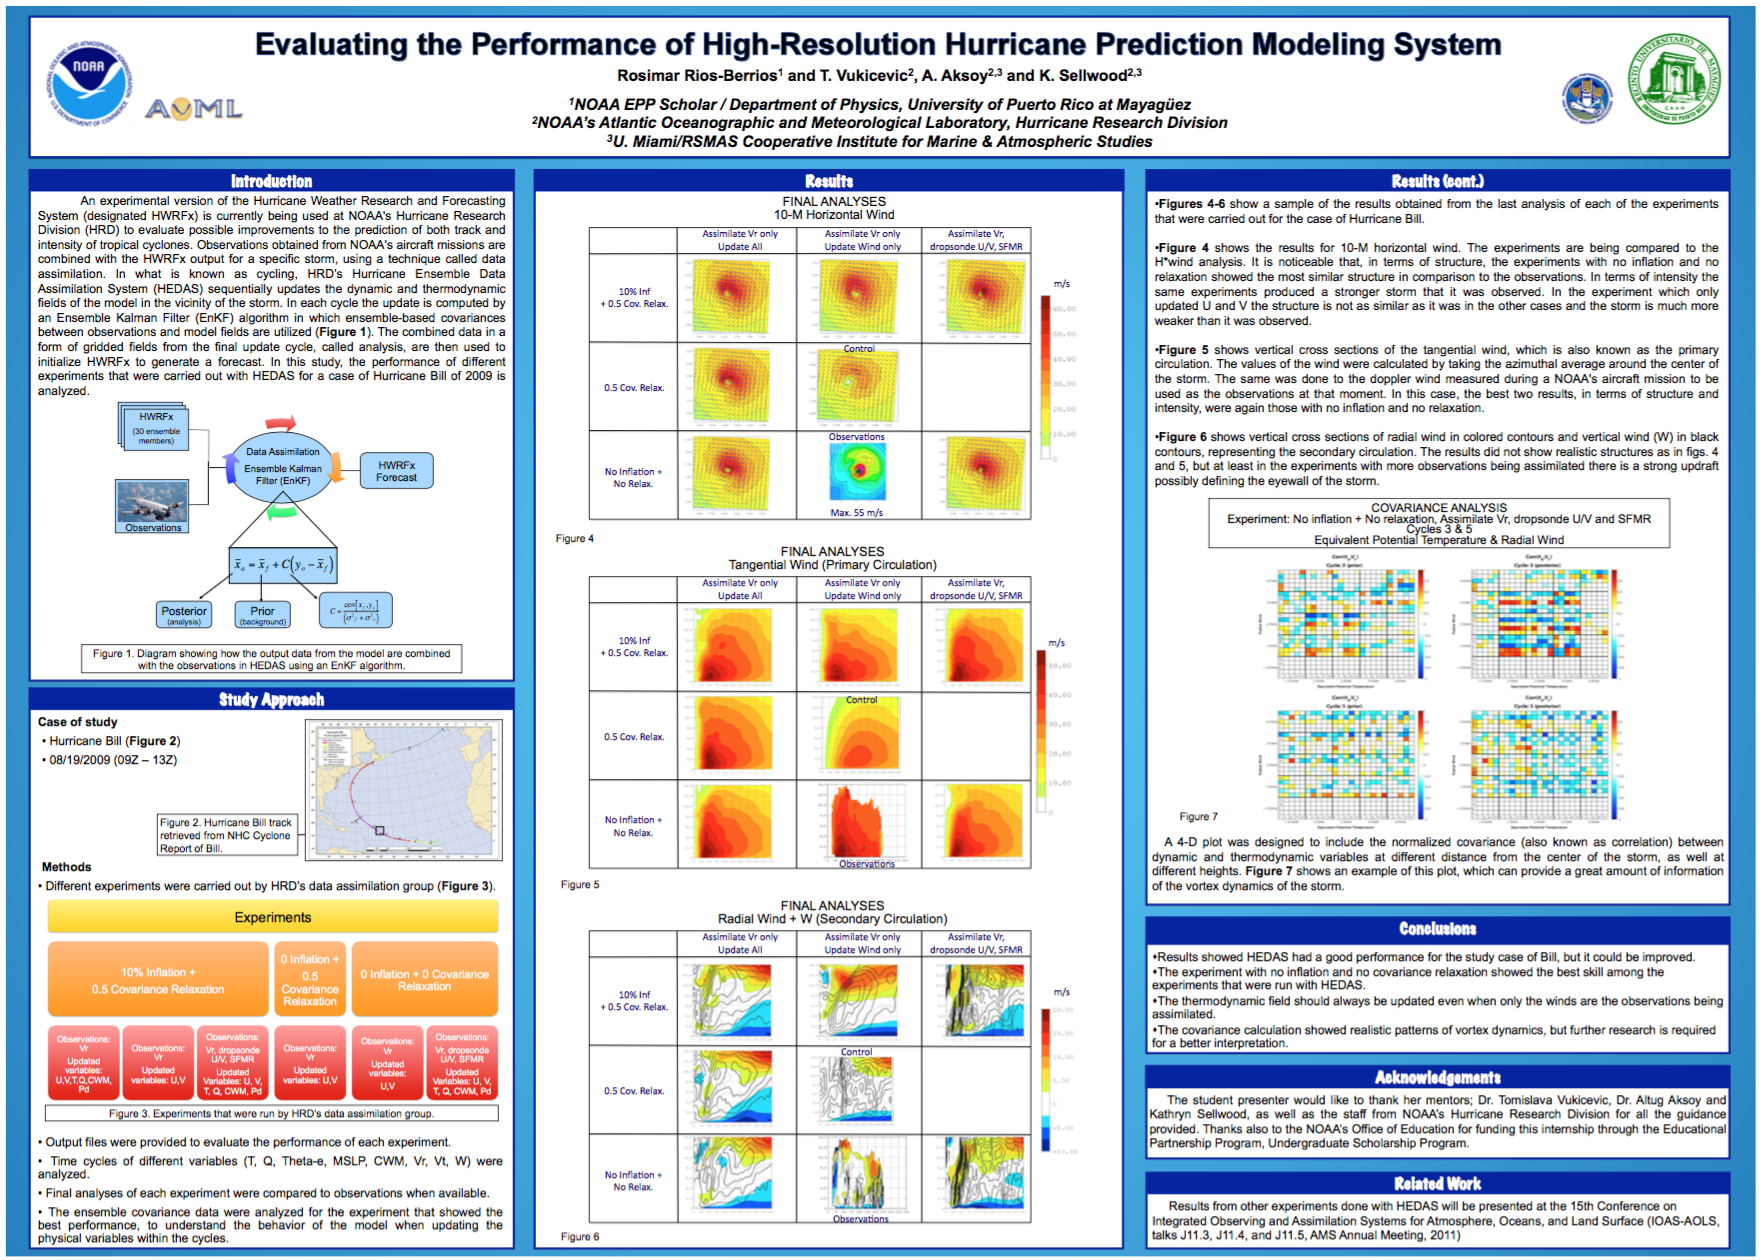 Evaluating the Performance of High-Resolution Hurricane Prediction Modeling System
Rosimar Rios-Berrios1 and T. Vukicevic2, A. Aksoy2,3 and K. Sellwood2,3
1NOAA EPP Scholar / Department of Physics, University of Puerto Rico at Mayagüez
2NOAA's Atlantic Oceanographic and Meteorological Laboratory, Hurricane Research Division
3U. Miami/RSMAS Cooperative Institute for Marine & Atmospheric Studies
NOAA
AOML
Introduction
An experimental version of the Hurricane Weather Research and Forecasting
System (designated HWRFx) is currently being used at NOAA's Hurricane Research
Division (HRD) to evaluate possible improvements to the prediction of both track and
intensity of tropical cyclones. Observations obtained from NOAA's aircraft missions are
combined with the HWRFx output for a specific storm, using a technique called data
assimilation. In what is known as cycling, HRD's Hurricane Ensemble Data
Assimilation System (HEDAS) sequentially updates the dynamic and thermodynamic
fields of the model in the vicinity of the storm. In each cycle the update is computed by
an Ensemble Kalman Filter (EnKF) algorithm in which ensemble-based covariances
between observations and model fields are utilized (Figure 1). The combined data in a
form of gridded fields from the final update cycle, called analysis, are then used to
initialize HWRFx to generate a forecast. In this study, the performance of different
experiments that were carried out with HEDAS for a case of Hurricane Bill of 2009 is
analyzed.
HWRFx
(30 ensemble
members)
Data Assimilation
Ensemble Kalman
Filter (EnKF)
HWRFx
Forecast
Observations
Posterior
(analysis)
Prior
(background)
Figure 1. Diagram showing how the output data from the model are combined
with the observations in HEDAS using an EnKF algorithm.
Study Approach
Case of study
• Hurricane Bill (Figure 2)
• 08/19/2009 (09Z – 13Z)
Figure 2. Hurricane Bill track
retrieved from NHC Cyclone
Report of Bill.
Methods
• Different experiments were carried out by HRD's data assimilation group (Figure 3).
Experiments
10% Inflation +
0.5 Covariance Relaxation
0 Inflation +
0.5
Covariance
Relaxation
0 Inflation + 0 Covariance
Relaxation
Observations:
Vr
Updated
variables:
U,V,T,Q,CWM,
Pd
Observations:
Vr
Updated
variables: U,V
Observations:
Vr, dropsonde
U/V, SFMR
Updated
Variables: U, V,
T, Q, CWM, Pd
Observations:
Vr
Updated
variables: U,V
Observations:
Vr
Updated
variables:
U,V
Observations:
Vr, dropsonde
U/V, SFMR
Updated
Variables: U, V,
T, Q, CWM, Pd
Figure 3. Experiments that were run by HRD's data assimilation group.
• Output files were provided to evaluate the performance of each experiment.
• Time cycles of different variables (T, Q, Theta-e, MSLP, CWM, Vr, Vt, W) were
analyzed.
• Final analyses of each experiment were compared to observations when available.
• The ensemble covariance data were analyzed for the experiment that showed the
best performance, to understand the behavior of the model when updating the
physical variables within the cycles.
Results
FINAL ANALYSES
10-M Horizontal Wind
Assimilate Vr only
Update All
Assimilate Vr only
Update Wind only
Assimilate Vr,
dropsonde U/V, SFMR
10% Inf
+ 0.5 Cov. Relax.
m/s
Control
0.5 Cov. Relax.
Observations
No Inflation +
No Relax.
Max. 55 m/s
Figure 4
FINAL ANALYSES
Tangential Wind (Primary Circulation)
Assimilate Vr only
Update All
Assimilate Vr only
Update Wind only
Assimilate Vr,
dropsonde U/V, SFMR
10% Inf
+ 0.5 Cov. Relax.
m/s
Control
0.5 Cov. Relax.
No Inflation +
No Relax.
Observations
Figure 5
FINAL ANALYSES
Radial Wind + W (Secondary Circulation)
Assimilate Vr only
Update All
Assimilate Vr only
Update Wind only
Assimilate Vr,
dropsonde U/V, SFMR
10% Inf
+ 0.5 Cov. Relax.
m/s
Control
0.5 Cov. Relax.
No Inflation +
No Relax.
Observations
Figure 6
Results (cont.)
•Figures 4-6 show a sample of the results obtained from the last analysis of each of the experiments
that were carried out for the case of Hurricane Bill.
•Figure 4 shows the results for 10-M horizontal wind. The experiments are being compared to the
H*wind analysis. It is noticeable that, in terms of structure, the experiments with no inflation and no
relaxation showed the most similar structure in comparison to the observations. In terms of intensity the
same experiments produced a stronger storm that it was observed. In the experiment which only
updated U and V the structure is not as similar as it was in the other cases and the storm is much more
weaker than it was observed.
•Figure 5 shows vertical cross sections of the tangential wind, which is also known as the primary
circulation. The values of the wind were calculated by taking the azimuthal average around the center of
the storm. The same was done to the doppler wind measured during a NOAA's aircraft mission to be
used as the observations at that moment. In this case, the best two results, in terms of structure and
intensity, were again those with no inflation and no relaxation.
•Figure 6 shows vertical cross sections of radial wind in colored contours and vertical wind (W) in black
contours, representing the secondary circulation. The results did not show realistic structures as in figs. 4
and 5, but at least in the experiments with more observations being assimilated there is a strong updraft
possibly defining the eyewall of the storm.
COVARIANCE ANALYSIS
Experiment: No inflation + No relaxation, Assimilate Vr, dropsonde U/V and SFMR
Cycles 3 & 5
Equivalent Potential Temperature & Radial Wind
Cycle: 3 (prior)
Cycle: 3 (posterior)
Cycle: 5 (prior)
Cycle: 5 (posterior)
Figure 7
A 4-D plot was designed to include the normalized covariance (also known as correlation) between
dynamic and thermodynamic variables at different distance from the center of the storm, as well at
different heights. Figure 7 shows an example of this plot, which can provide a great amount of information
of the vortex dynamics of the storm.
Conclusions
•Results showed HEDAS had a good performance for the study case of Bill, but it could be improved.
•The experiment with no inflation and no covariance relaxation showed the best skill among the
experiments that were run with HEDAS.
•The thermodynamic field should always be updated even when only the winds are the observations being
assimilated.
•The covariance calculation showed realistic patterns of vortex dynamics, but further research is required
for a better interpretation.
Acknowledgements
The student presenter would like to thank her mentors; Dr. Tomislava Vukicevic, Dr. Altug Aksoy and
Kathryn Sellwood, as well as the staff from NOAA's Hurricane Research Division for all the guidance
provided. Thanks also to the NOAA's Office of Education for funding this internship through the Educational
Partnership Program, Undergraduate Scholarship Program.
Related Work
Results from other experiments done with HEDAS will be presented at the 15th Conference on
Integrated Observing and Assimilation Systems for Atmosphere, Oceans, and Land Surface (IOAS-AOLS,
talks J11.3, J11.4, and J11.5, AMS Annual Meeting, 2011)